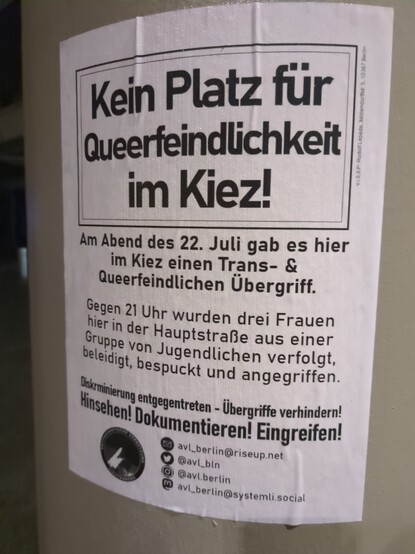 Kein Platz für
Queerfeindlichkeit
im Kiez!
Am Abend des 22. Juli gab es hier
im Kiez einen Trans- &
Queerfeindlichen Übergriff.
Gegen 21 Uhr wurden drei Frauen
hier in der Hauptstraße aus einer
Gruppe von Jugendlichen verfolgt,
beleidigt, bespuckt und angegriffen.
Diskrminierung entgegentreten - Übergriffe verhindern!
Hinsehen! Dokumentieren! Eingreifen!
avl_berlin@riseup.net
@avl_bln
@avl.berlin
avl_berlin@systemli.social